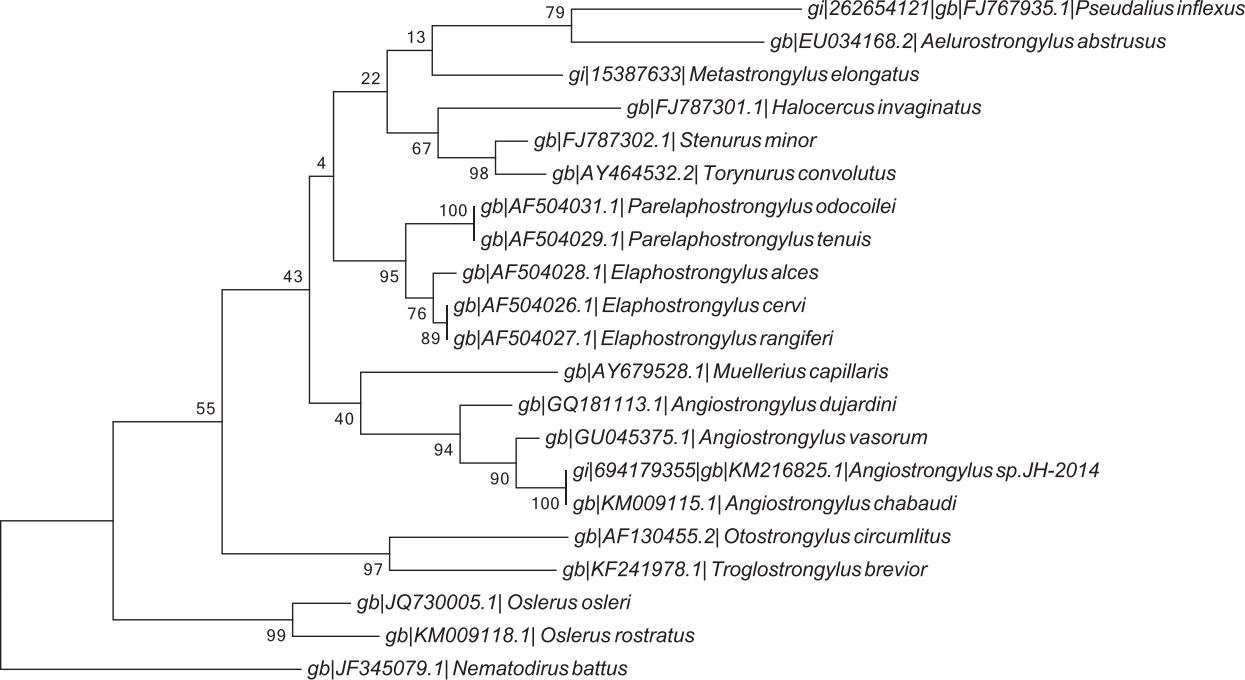 79
gi|262654121|gb|FJ767935.1|Pseudalius inflexus
13
gb|EU034168.2| Aelurostrongylus abstrusus
22
gi|15387633| Metastrongylus elongatus
gb|FJ787301.1| Halocercus invaginatus
67
gb|FJ787302.1| Stenurus minor
4
98
gb|AY464532.2| Torynurus convolutus
100
gb|AF504031.1| Parelaphostrongylus odocoilei
gb|AF504029.1| Parelaphostrongylus tenuis
43
95
gb|AF504028.1| Elaphostrongylus alces
76
gb|AF504026.1| Elaphostrongylus cervi
89
gb|AF504027.1| Elaphostrongylus rangiferi
gb|AY679528.1| Muellerius capillaris
55
40
gb|GQ181113.1| Angiostrongylus dujardini
94
gb|GU045375.1| Angiostrongylus vasorum
90
gi|694179355|gb|KM216825.1|Angiostrongylus sp.JH-2014
100
gb|KM009115.1| Angiostrongylus chabaudi
gb|AF130455.2| Otostrongylus circumlitus
97
gb|KF241978.1| Troglostrongylus brevior
gb|JQ730005.1| Oslerus osleri
99
gb|KM009118.1| Oslerus rostratus
gb|JF345079.1| Nematodirus battus